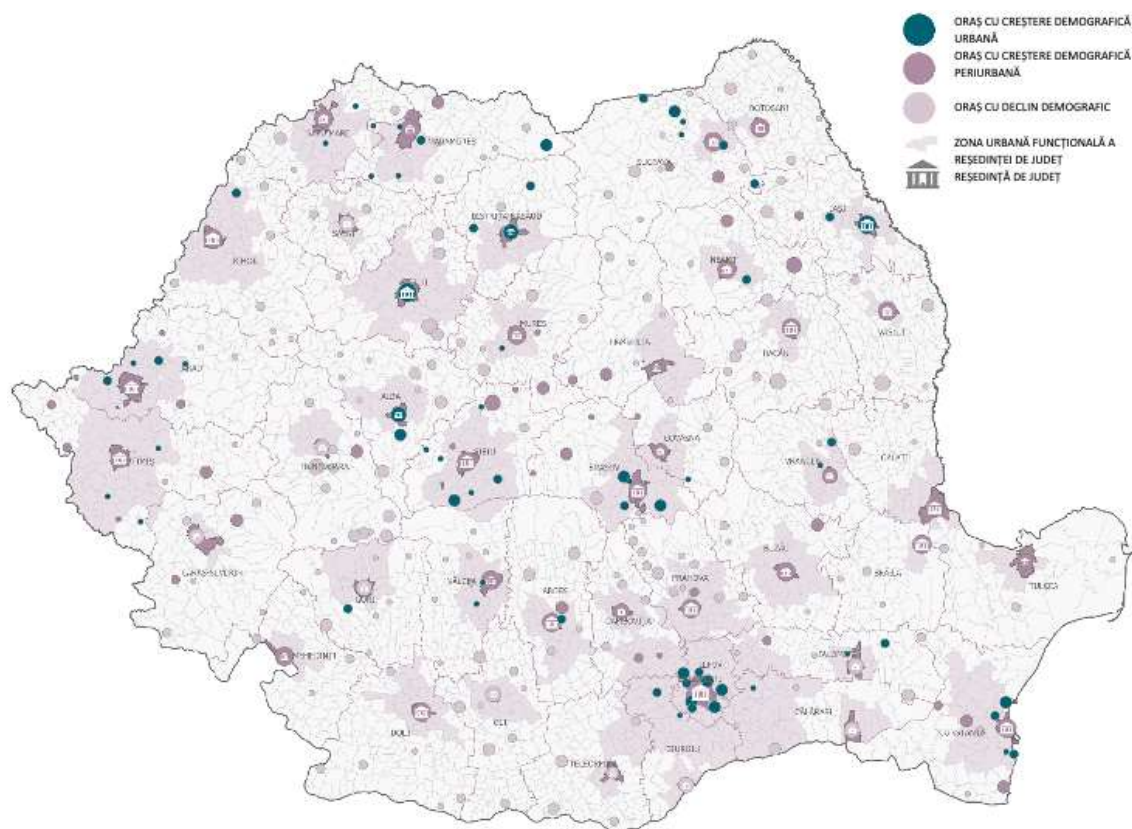 ORAȘ CU CREȘTERE DEMOGRAFICĂ
URBANĂ
ORAȘ CU CREȘTERE DEMOGRAFICĂ
PERIURBANĂ
ORAȘ CU DECLIN DEMOGRAFIC
ZONA URBANĂ FUNCȚIONALĂ A
REȘEDINȚEI DE JUDEȚ
REȘEDINȚĂ DE JUDEȚ
BOTOȘANI
MARAMUREȘ
SUCEAVA
BISTRIȚA-NĂSĂUD
IAȘI
BIHOR
NEAMȚ
MUREȘ
VASLUI
HARGHITA
BACĂU
ARAD
ALBA
COVASNA
SIBIU
TIMIȘ
HUNEDOARA
BRAȘOV
VRANCEA
GALAȚI
BUZĂU
CARAȘ-SEVERIN
VÂLCEA
PRAHOVA
BRĂILA
TULCEA
ARGEȘ
DÂMBOVIȚA
MEHEDINȚI
ILFOV
CĂLĂRAȘI
DOLJ
OLT
GIURGIU
TELEORMAN